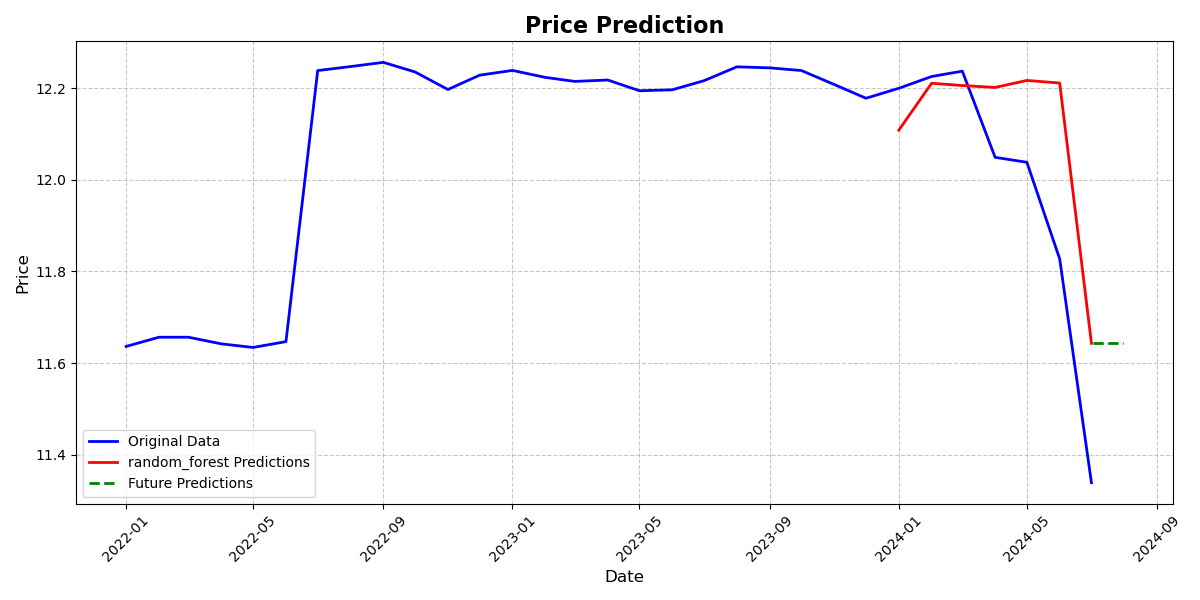 Price Prediction
Price
12.2
12.0
11.8
11.6
11.4
Original Data
random_forest Predictions
Future Predictions
2022-01
2022-05
2022-09
2023-01
2023-05
2023-09
2024-01
2024-05
2024-09
Date